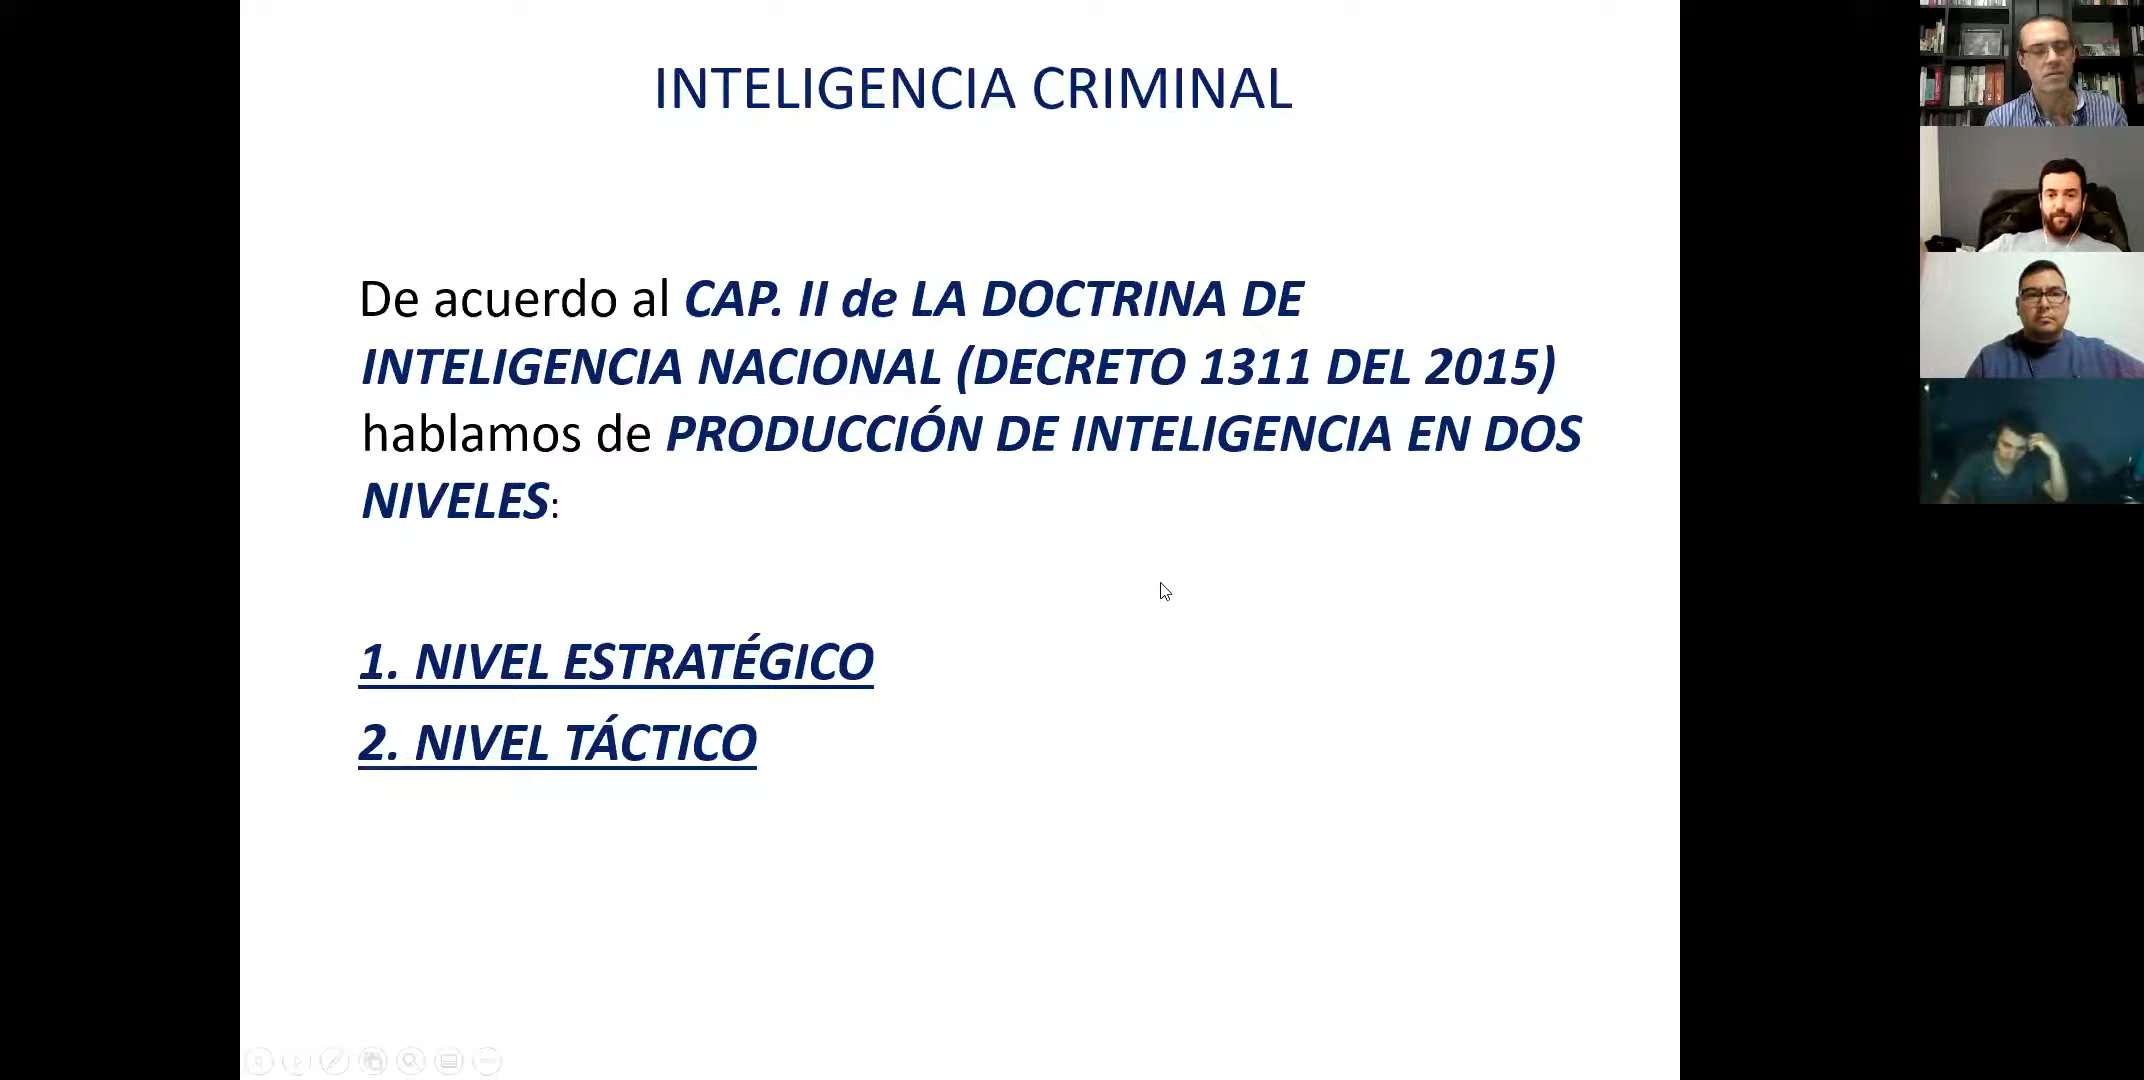 INTELIGENCIA CRIMINAL
De acuerdo al CAP. II de LA DOCTRINA DE
INTELIGENCIA NACIONAL (DECRETO 1311 DEL 2015)
hablamos de PRODUCCIÓN DE INTELIGENCIA EN DOS
NIVELES:
1. NIVEL ESTRATÉGICO
2. NIVEL TÁCTICO